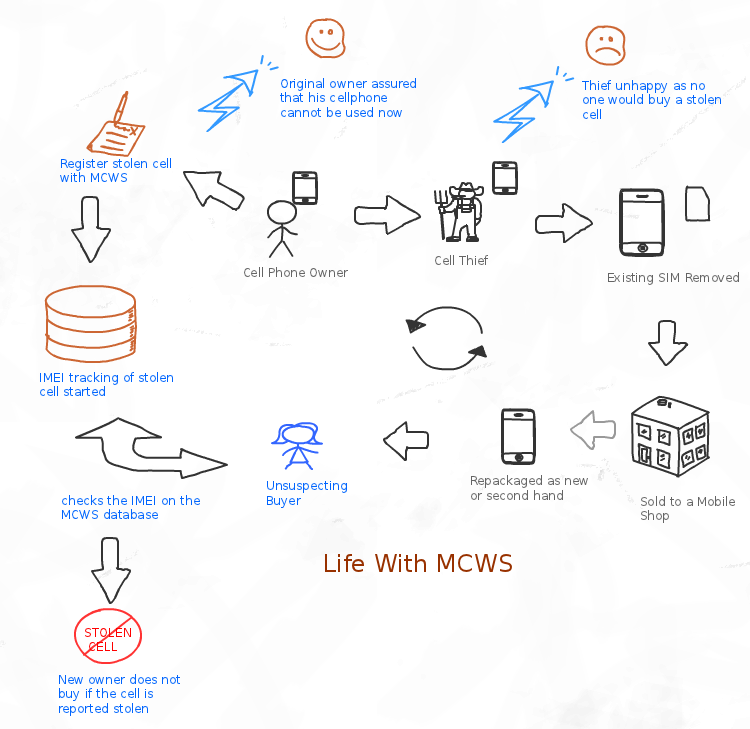 Original owner assured
that his cellphone
cannot be used now
Thief unhappy as no
one would buy a stolen
cell
Register stolen cell
with MCWS
Cell Phone Owner
Cell Thief
Existing SIM Removed
IMEI tracking of stolen
cell started
checks the IMEI on the
MCWS database
Unsuspecting
Buyer
Repackaged as new
or second hand
Sold to a Mobile
Shop
Life With MCWS
STOLEN
CELL
New owner does not
buy if the cell is
reported stolen